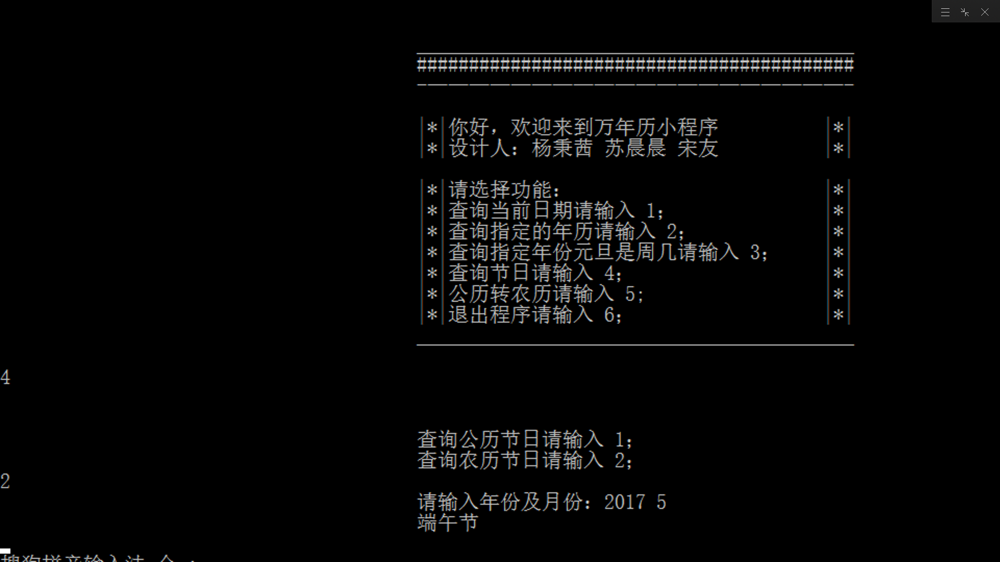 ##########################################
|*|你好，欢迎来到万年历小程序 |*|
|*|设计人：杨秉茜 苏晨晨 宋友 |*|
|*|请选择功能： |*|
|*|查询当前日期请输入 1； |*|
|*|查询指定的年历请输入 2； |*|
|*|查询指定年份元旦是周几请输入 3； |*|
|*|查询节日请输入 4； |*|
|*|公历转农历请输入 5； |*|
|*|退出程序请输入 6； |*|
4
查询公历节日请输入 1；
查询农历节日请输入 2；
2
请输入年份及月份：2017 5
端午节
搜狗拼音输入法 全 ：